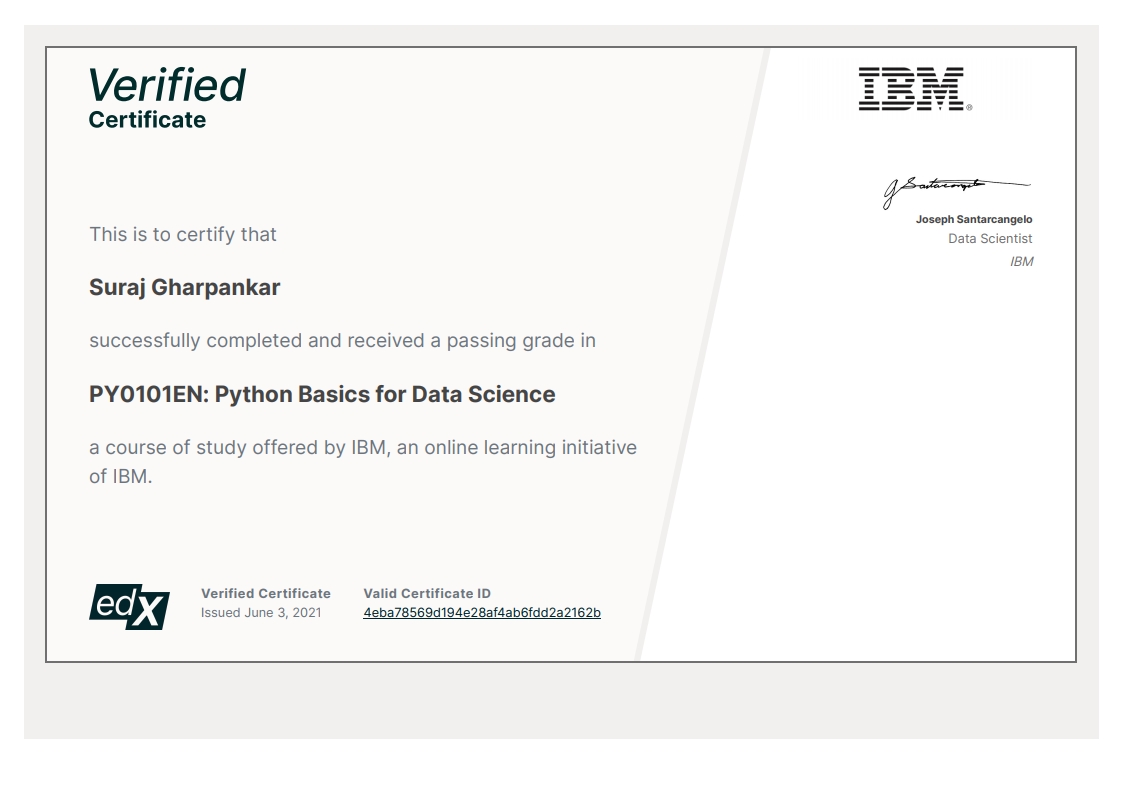 Verified
Certificate
This is to certify that
Suraj Gharpankar
successfully completed and received a passing grade in
PY0101EN: Python Basics for Data Science
a course of study offered by IBM, an online learning initiative
of IBM.
edX
Verified Certificate
Issued June 3, 2021
Valid Certificate ID
4eba78569d194e28af4ab6fdd2a2162b
IBM®
J Santarcangelo
Joseph Santarcangelo
Data Scientist
IBM